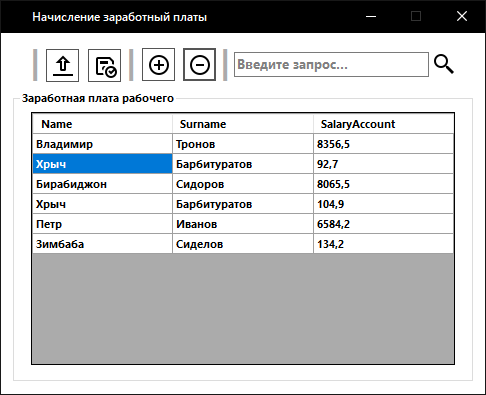 Начисление заработный платы
Введите запрос...
Заработная плата рабочего
Name Surname SalaryAccount
Владимир Тронов 8356,5
Хрыч Барбитуратов 92,7
Бирабиджон Сидоров 8065,5
Хрыч Барбитуратов 104,9
Петр Иванов 6584,2
Зимбаба Сиделов 134,2